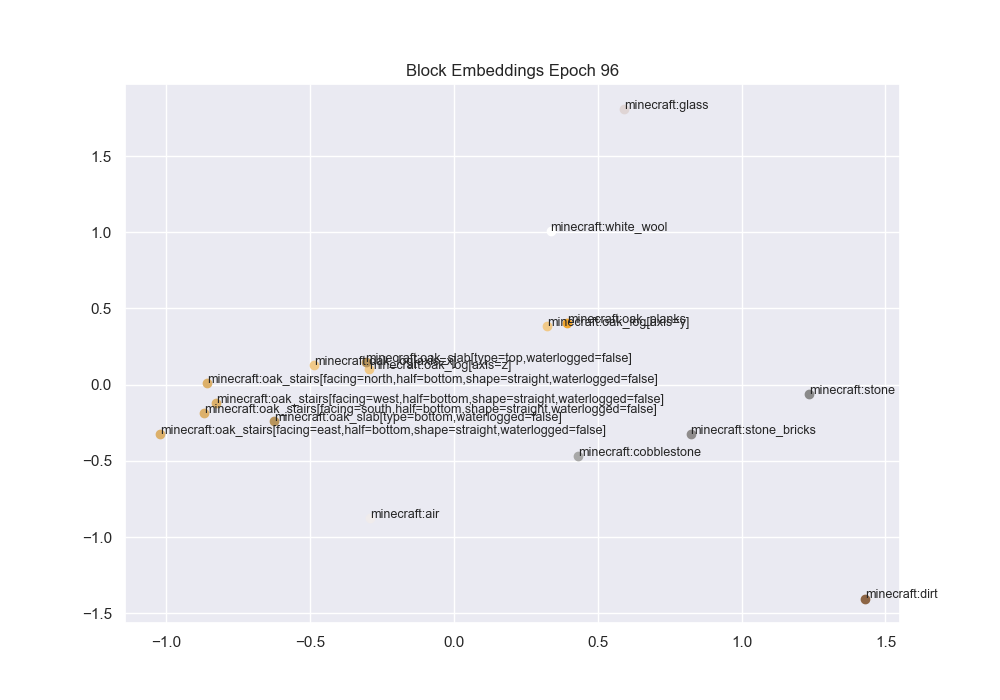 Block Embeddings Epoch 96
minecraft:glass
1.5
minecraft:white_wool
1.0
0.5
minecraft:oak_planks
minecraft:oak_log[axis=y]
minecraft:oak_slab[type=top,waterlogged=false]
minecraft:oak_log[axis=x]
minecraft:oak_log[axis=z]
0.0
minecraft:oak_stairs[facing=north,half=bottom,shape=straight,waterlogged=false]
minecraft:stone
minecraft:oak_stairs[facing=west,half=bottom,shape=straight,waterlogged=false]
minecraft:oak_stairs[facing=south,half=bottom,shape=straight,waterlogged=false]
minecraft:oak_slab[type=bottom,waterlogged=false]
minecraft:oak_stairs[facing=east,half=bottom,shape=straight,waterlogged=false]
minecraft:stone_bricks
minecraft:cobblestone
−0.5
minecraft:air
−1.0
minecraft:dirt
−1.5
−1.0 −0.5 0.0 0.5 1.0 1.5